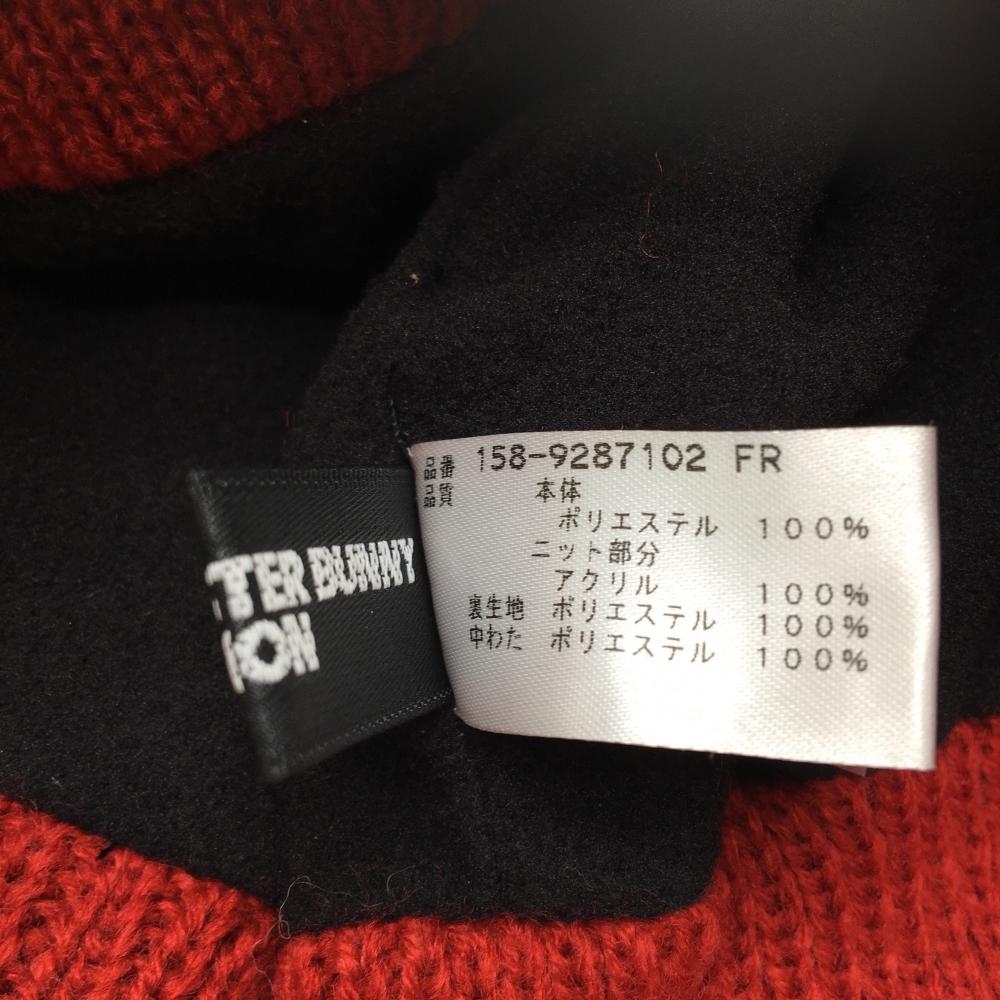 品番 158-9287102 FR
品質 本体
ポリエステル 100%
ニット部分
アクリル 100%
裏生地 ポリエステル 100%
中わた ポリエステル 100%
TER BUNNY
ION